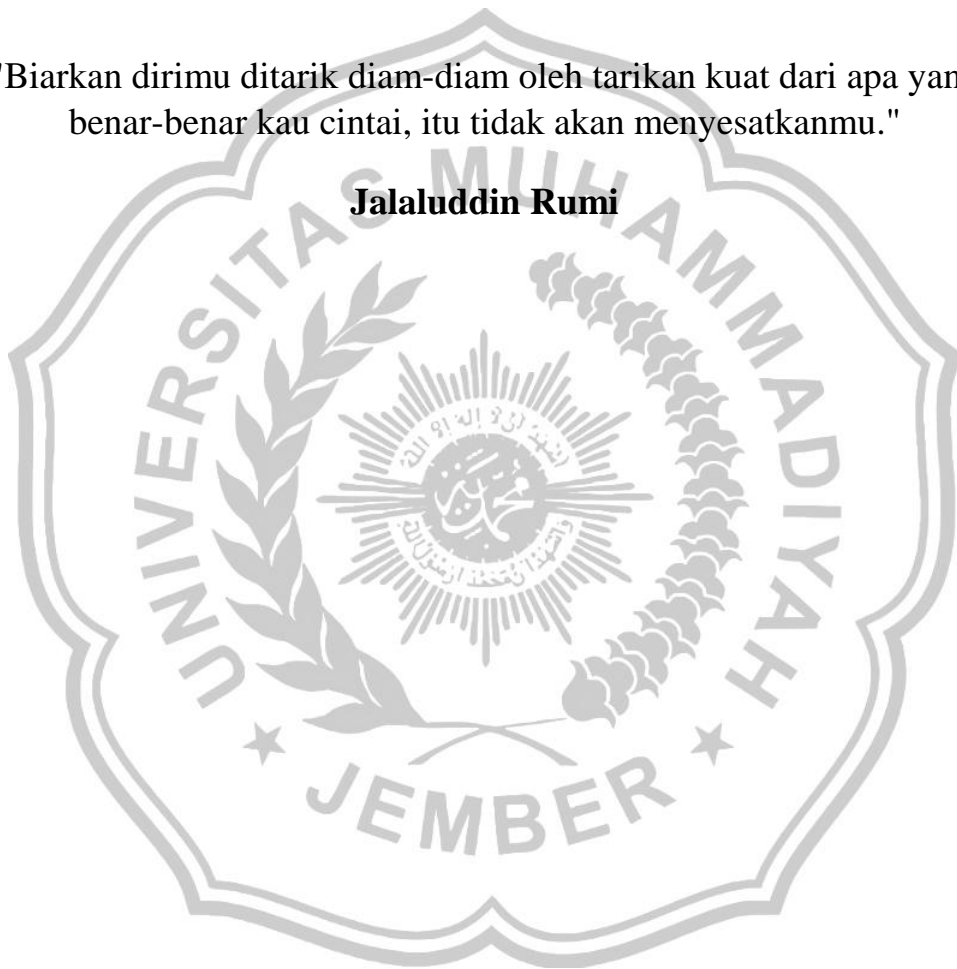 "Biarkan dirimu ditarik diam-diam oleh tarikan kuat dari apa yan
benar-benar kau cintai, itu tidak akan menyesatkanmu."
Jalaluddin Rumi
UNIVERSITAS MUHAMMADIYAH
JEMBER